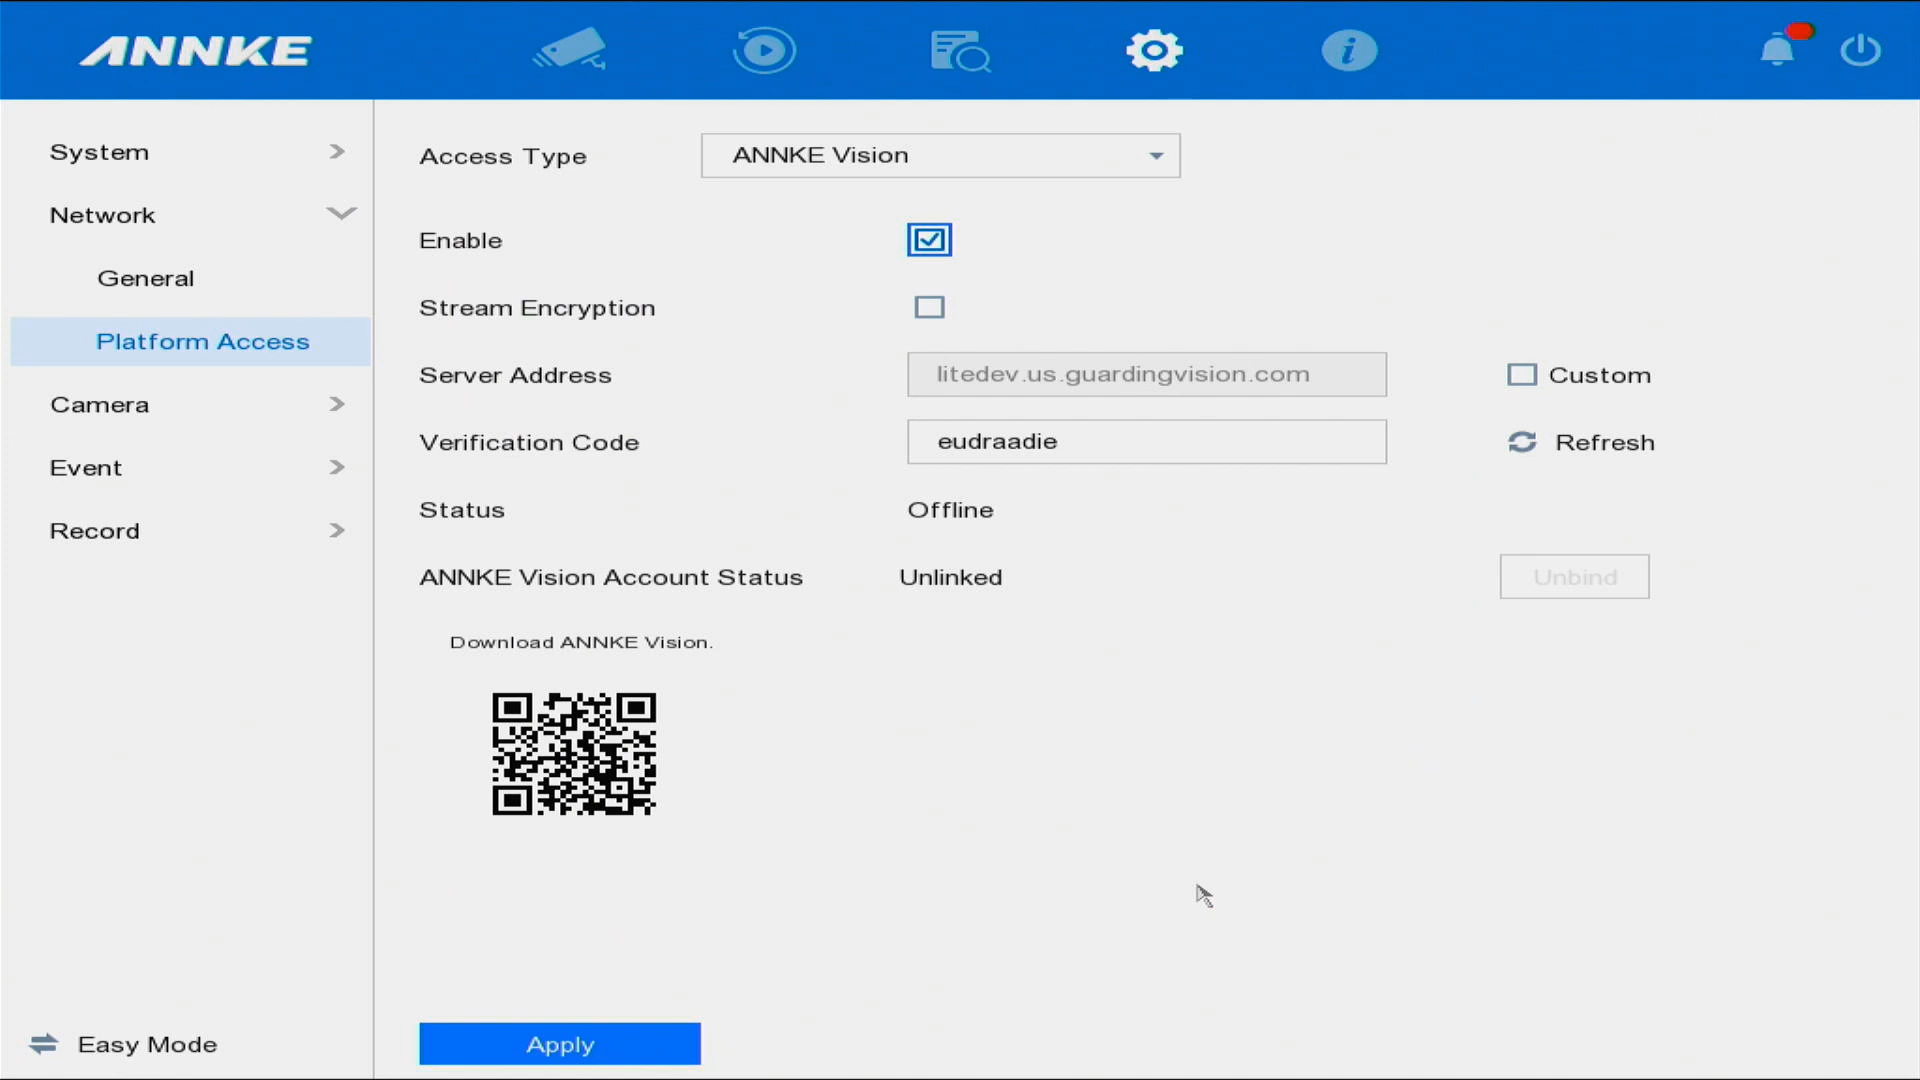 ANNKE
System
Network
General
Platform Access
Camera
Event
Record
Easy Mode
Access Type ANNKE Vision
Enable
Stream Encryption
Server Address litedev.us.guardingvision.com Custom
Verification Code eudraadie Refresh
Status Offline
ANNKE Vision Account Status Unlinked Unbind
Download ANNKE Vision.
Apply